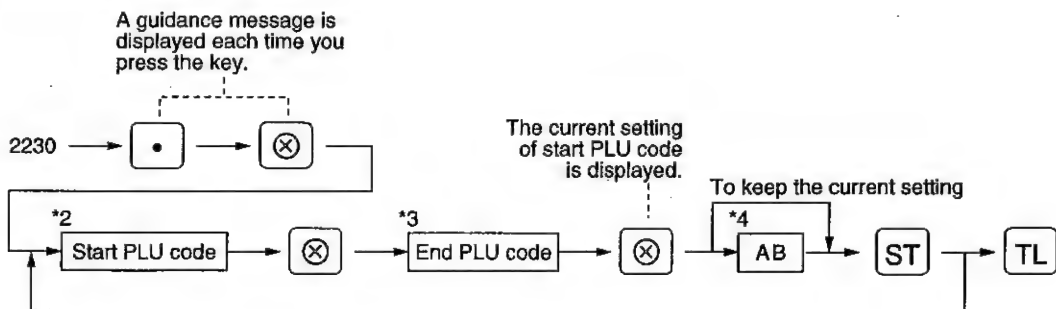 A guidance message is
displayed each time you
press the key.
2230 • ⊗
The current setting
of start PLU code
is displayed.
To keep the current setting
*2 *3 *4
Start PLU code ⊗ End PLU code ⊗ AB ST TL